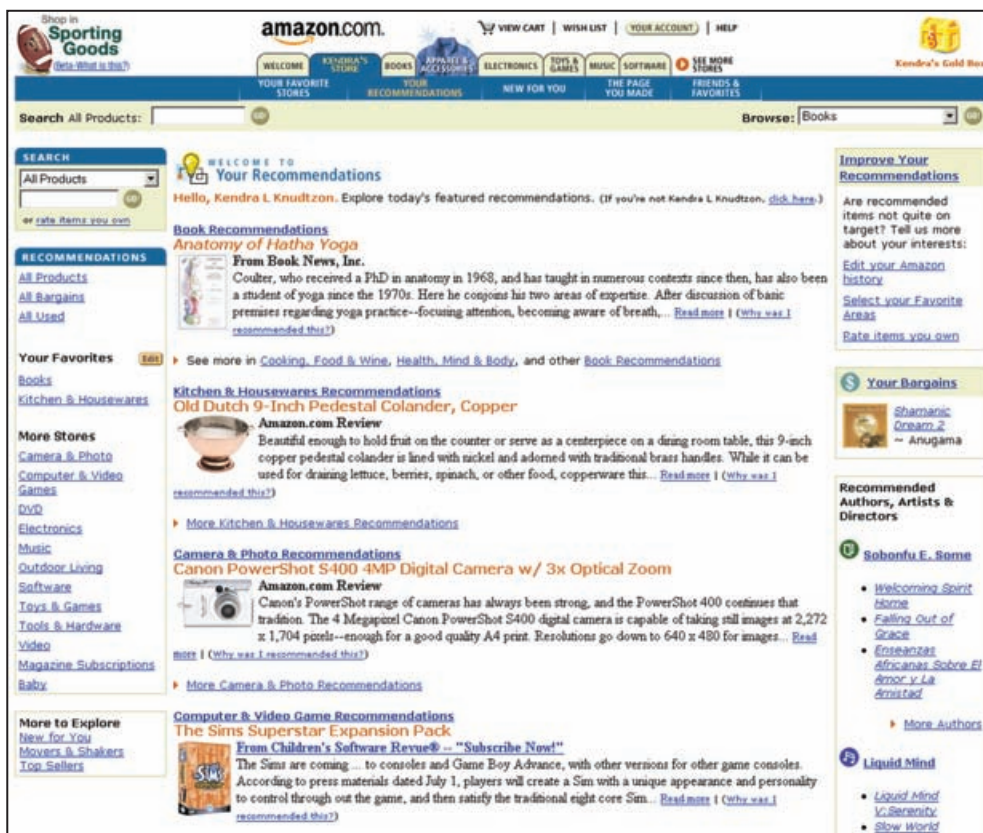 Shop in
Sporting
Goods
(Beta-What is this?)
amazon.com.
VIEW CART | WISH LIST | YOUR ACCOUNT | HELP
Kendra's Gold Box
WELCOME
KENDRA'S STORE
BOOKS
APPAREL & ACCESSORIES
ELECTRONICS
TOYS & GAMES
MUSIC
SOFTWARE
SEE MORE STORES
YOUR FAVORITE STORES
YOUR RECOMMENDATIONS
NEW FOR YOU
THE PAGE YOU MADE
FRIENDS & FAVORITES
Search All Products: GO!
Browse: Books GO!
SEARCH
All Products
GO!
or rate items you own
RECOMMENDATIONS
All Products
All Bargains
All Used
Your Favorites Edit
Books
Kitchen & Housewares
More Stores
Camera & Photo
Computer & Video
Games
DVD
Electronics
Music
Outdoor Living
Software
Toys & Games
Tools & Hardware
Video
Magazine Subscriptions
Baby
More to Explore
New for You
Movers & Shakers
Top Sellers
WELCOME TO
Your Recommendations
Hello, Kendra L Knudtzon. Explore today's featured recommendations. (If you're not Kendra L Knudtzon, click here.)
Book Recommendations
Anatomy of Hatha Yoga
From Book News, Inc.
Coulter, who received a PhD in anatomy in 1968, and has taught in numerous contexts since then, has also been
a student of yoga since the 1970s. Here he conjoins his two areas of expertise. After discussion of basic
premises regarding yoga practice--focusing attention, becoming aware of breath,... Read more | (Why was I
recommended this?)
See more in Cooking, Food & Wine, Health, Mind & Body, and other Book Recommendations
Kitchen & Housewares Recommendations
Old Dutch 9-Inch Pedestal Colander, Copper
Amazon.com Review
Beautiful enough to hold fruit on the counter or serve as a centerpiece on a dining room table, this 9-inch
copper pedestal colander is lined with nickel and adorned with traditional brass handles. While it can be
used for draining lettuce, berries, spinach, or other food, copperware this... Read more | (Why was I
recommended this?)
More Kitchen & Housewares Recommendations
Camera & Photo Recommendations
Canon PowerShot S400 4MP Digital Camera w/ 3x Optical Zoom
Amazon.com Review
Canon's PowerShot range of cameras has always been strong, and the PowerShot 400 continues that
tradition. The 4 Megapixel Canon PowerShot S400 digital camera is capable of taking still images at 2,272
x 1,704 pixels--enough for a good quality A4 print. Resolutions go down to 640 x 480 for images... Read
more | (Why was I recommended this?)
More Camera & Photo Recommendations
Computer & Video Game Recommendations
The Sims Superstar Expansion Pack
From Children's Software Revue® -- "Subscribe Now!"
The Sims are coming ... to consoles and Game Boy Advance, with other versions for other game consoles.
According to press materials dated July 1, players will create a Sim with a unique appearance and personality
to control through out the game, and then satisfy the traditional eight core Sim... Read more | (Why was I
recommended this?)
Improve Your
Recommendations
Are recommended
items not quite on
target? Tell us more
about your interests:
Edit your Amazon
history
Select your Favorite
Areas
Rate items you own
Your Bargains
Shamanic
Dream 2
~ Anugama
Recommended
Authors, Artists &
Directors
Sobonfu E. Some
Welcoming Spirit
Home
Falling Out of
Grace
Enseanzas
Africanas Sobre El
Amor y La
Amistad
More Authors
Liquid Mind
Liquid Mind
V:Serenity
Slow World